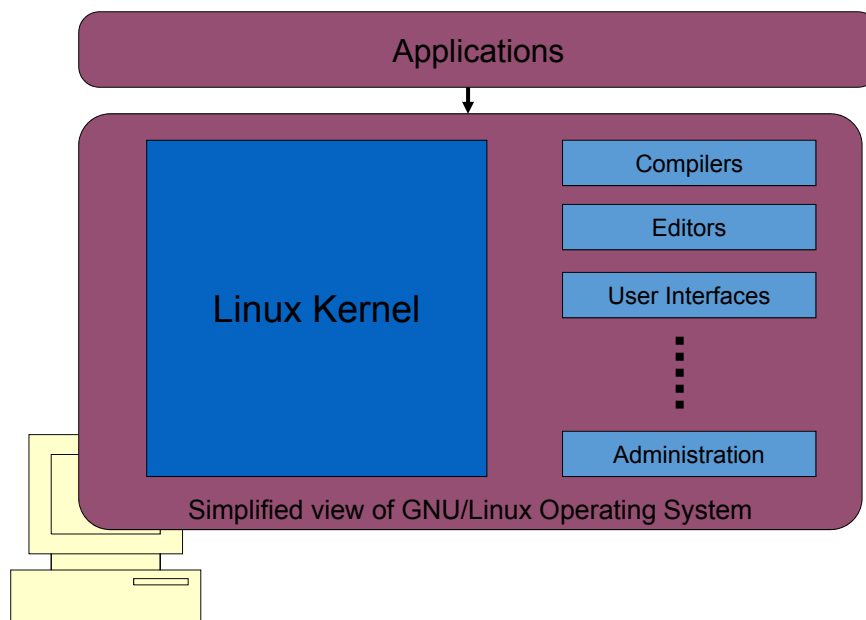 Applications
Linux Kernel
Compilers
Editors
User Interfaces
Administration
Simplified view of GNU/Linux Operating System